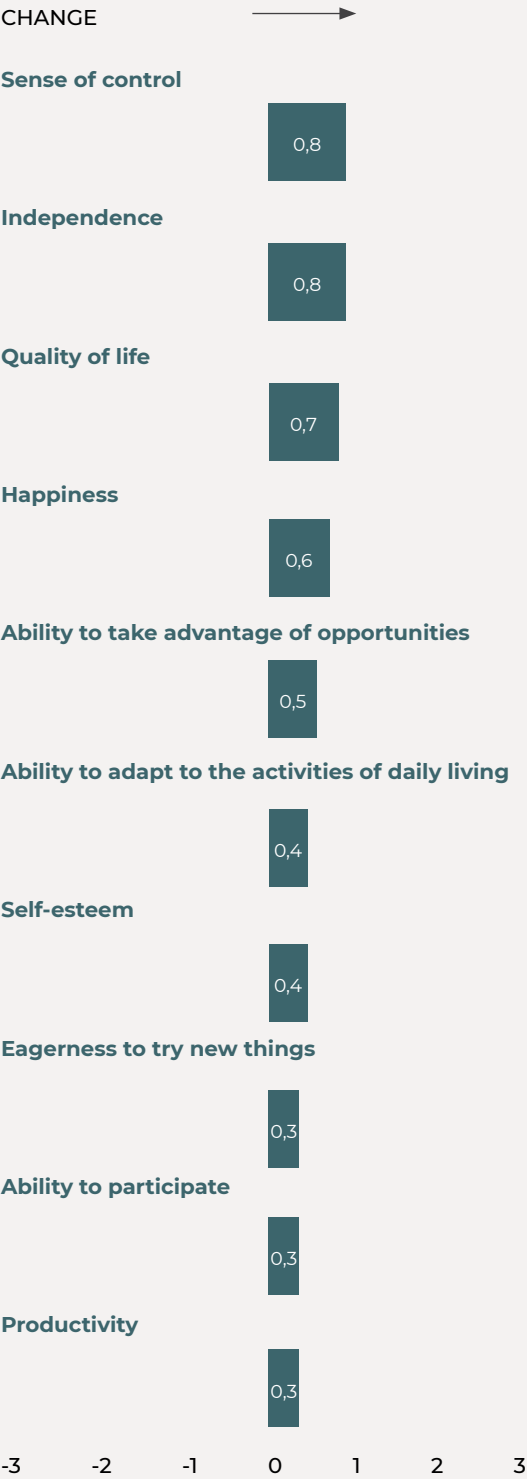 CHANGE
Sense of control
0,8
Independence
0,8
Quality of life
0,7
Happiness
0,6
Ability to take advantage of opportunities
0,5
Ability to adapt to the activities of daily living
0,4
Self-esteem
0,4
Eagerness to try new things
0,3
Ability to participate
0,3
Productivity
0,3
-3 -2 -1 0 1 2 3